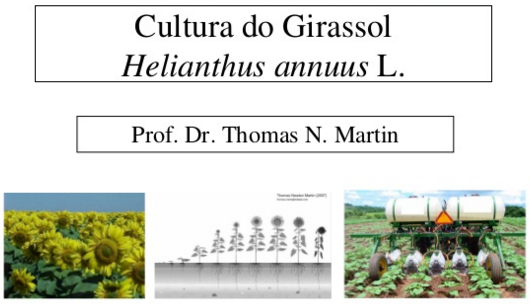 Cultura do Girassol
Helianthus annuus L.
Prof. Dr. Thomas N. Martin